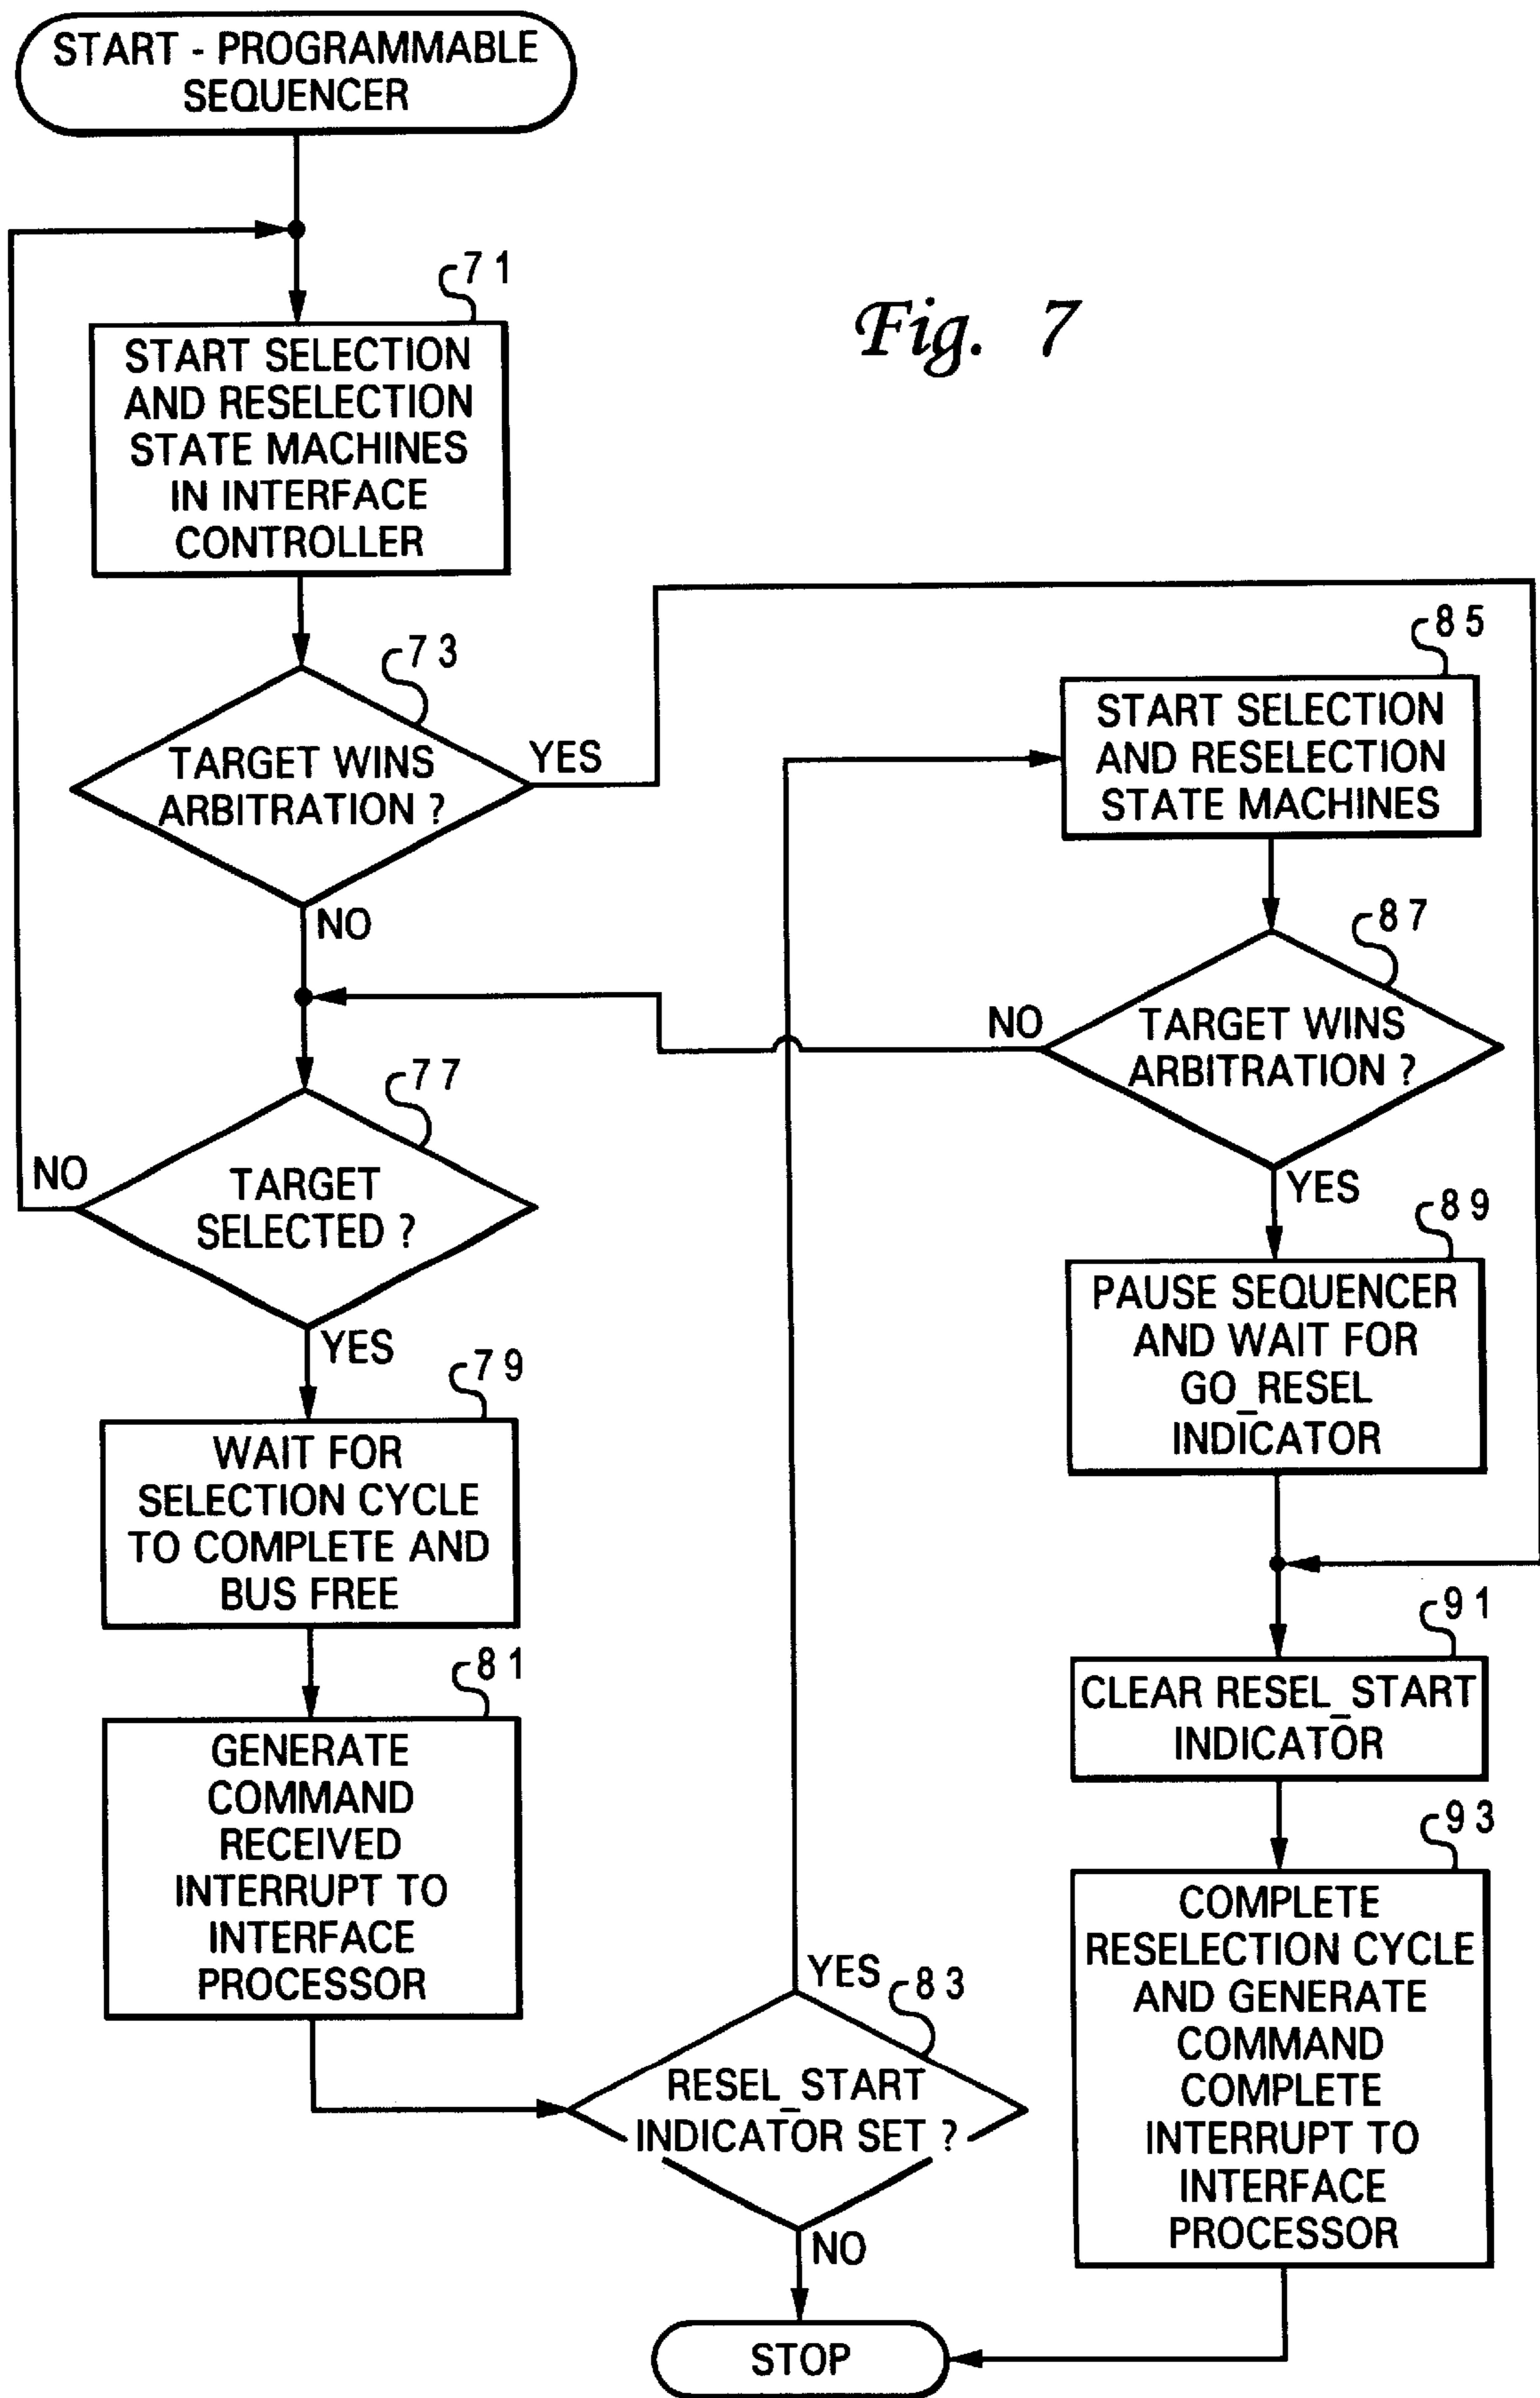 START - PROGRAMMABLE
SEQUENCER
Fig. 7
71
START SELECTION
AND RESELECTION
STATE MACHINES
IN INTERFACE
CONTROLLER
73
TARGET WINS
ARBITRATION ?
YES
NO
77
TARGET
SELECTED ?
NO
YES
79
WAIT FOR
SELECTION CYCLE
TO COMPLETE AND
BUS FREE
81
GENERATE
COMMAND
RECEIVED
INTERRUPT TO
INTERFACE
PROCESSOR
YES
83
RESEL_START
INDICATOR SET ?
NO
85
START SELECTION
AND RESELECTION
STATE MACHINES
87
TARGET WINS
ARBITRATION ?
NO
YES
89
PAUSE SEQUENCER
AND WAIT FOR
GO_RESEL
INDICATOR
91
CLEAR RESEL_START
INDICATOR
93
COMPLETE
RESELECTION CYCLE
AND GENERATE
COMMAND
COMPLETE
INTERRUPT TO
INTERFACE
PROCESSOR
STOP